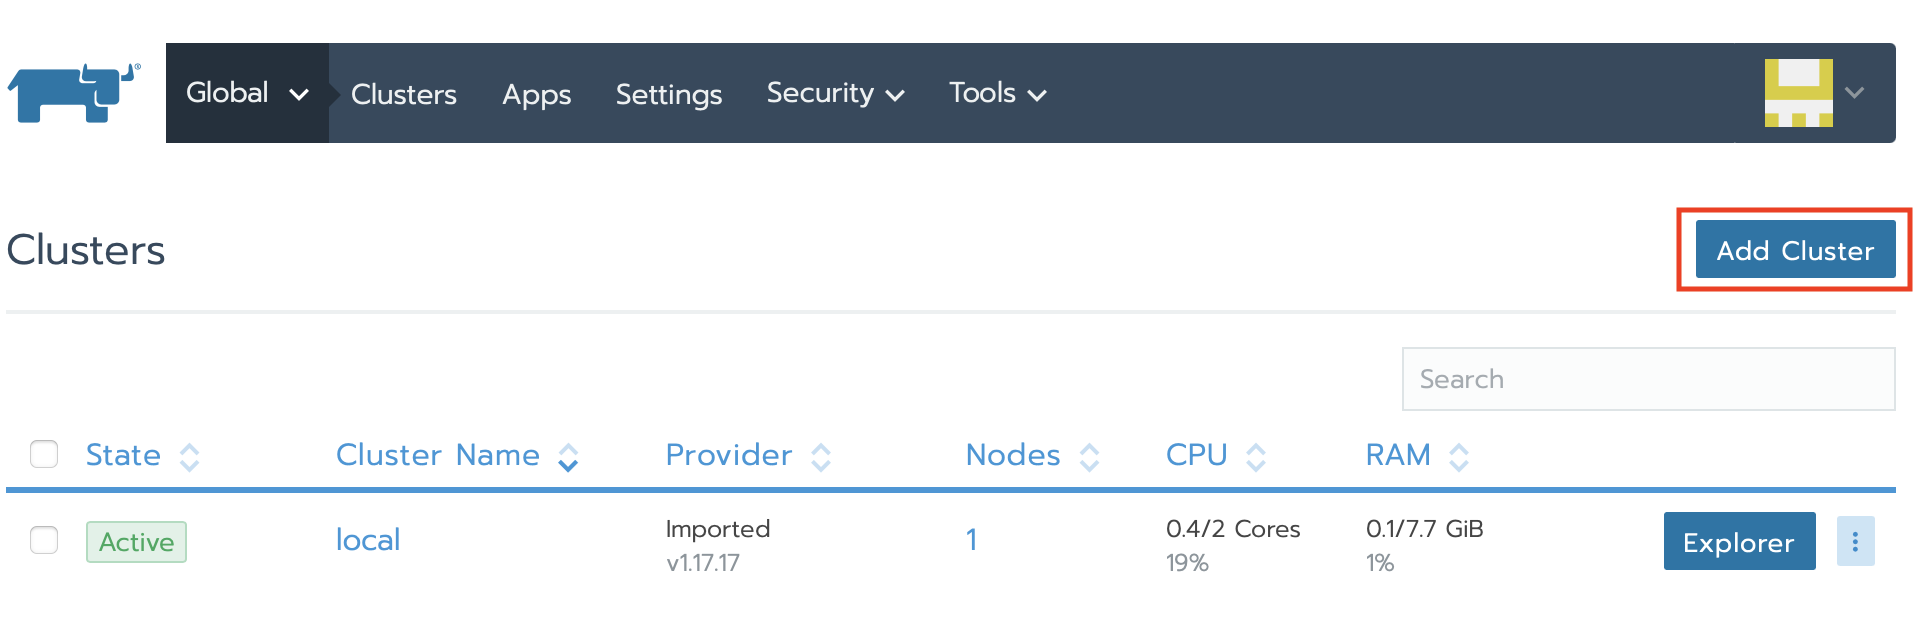 Global Clusters Apps Settings Security Tools
Clusters
Add Cluster
Search
State Cluster Name Provider Nodes CPU RAM
Active local Imported 1 0.4/2 Cores 0.1/7.7 GiB Explorer
v1.17.17 19% 1%